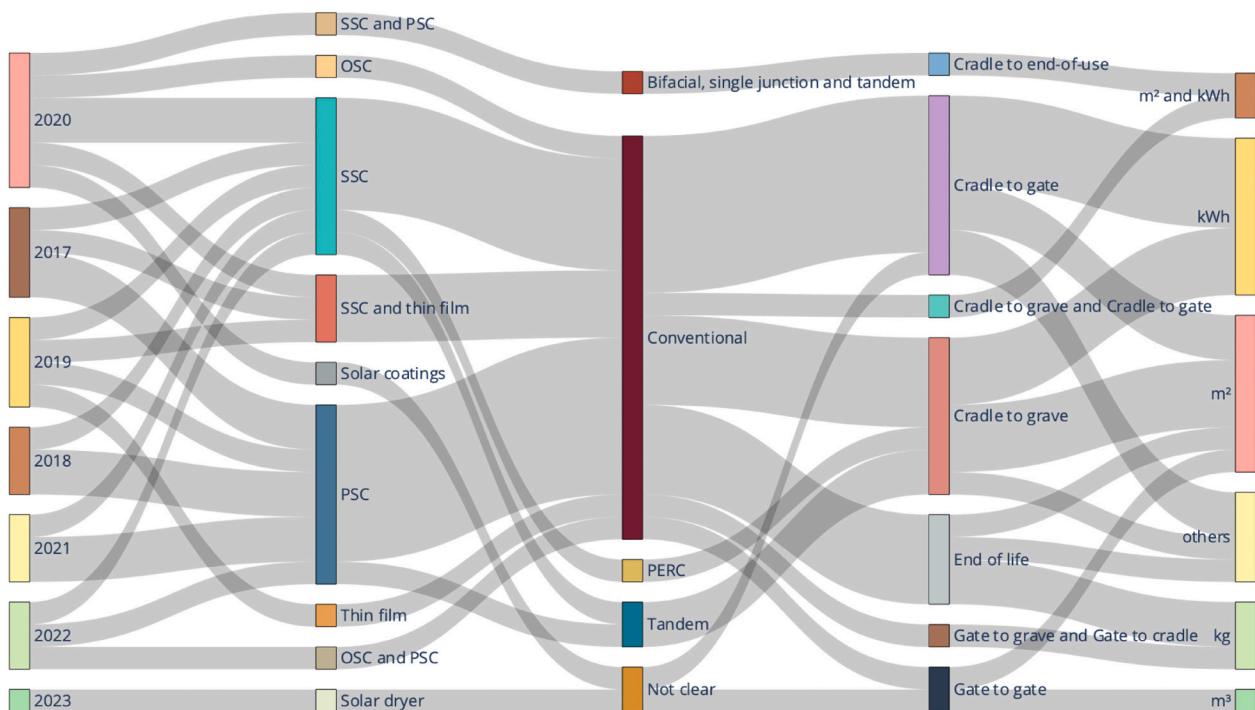 2020
2017
2019
2018
2021
2022
2023
SSC and PSC
OSC
SSC
SSC and thin film
Solar coatings
PSC
Thin film
OSC and PSC
Solar dryer
Bifacial, single junction and tandem
Conventional
PERC
Tandem
Not clear
Cradle to end-of-use
Cradle to gate
Cradle to grave and Cradle to gate
Cradle to grave
End of life
Gate to grave and Gate to cradle
Gate to gate
m² and kWh
kWh
m²
others
kg
m³